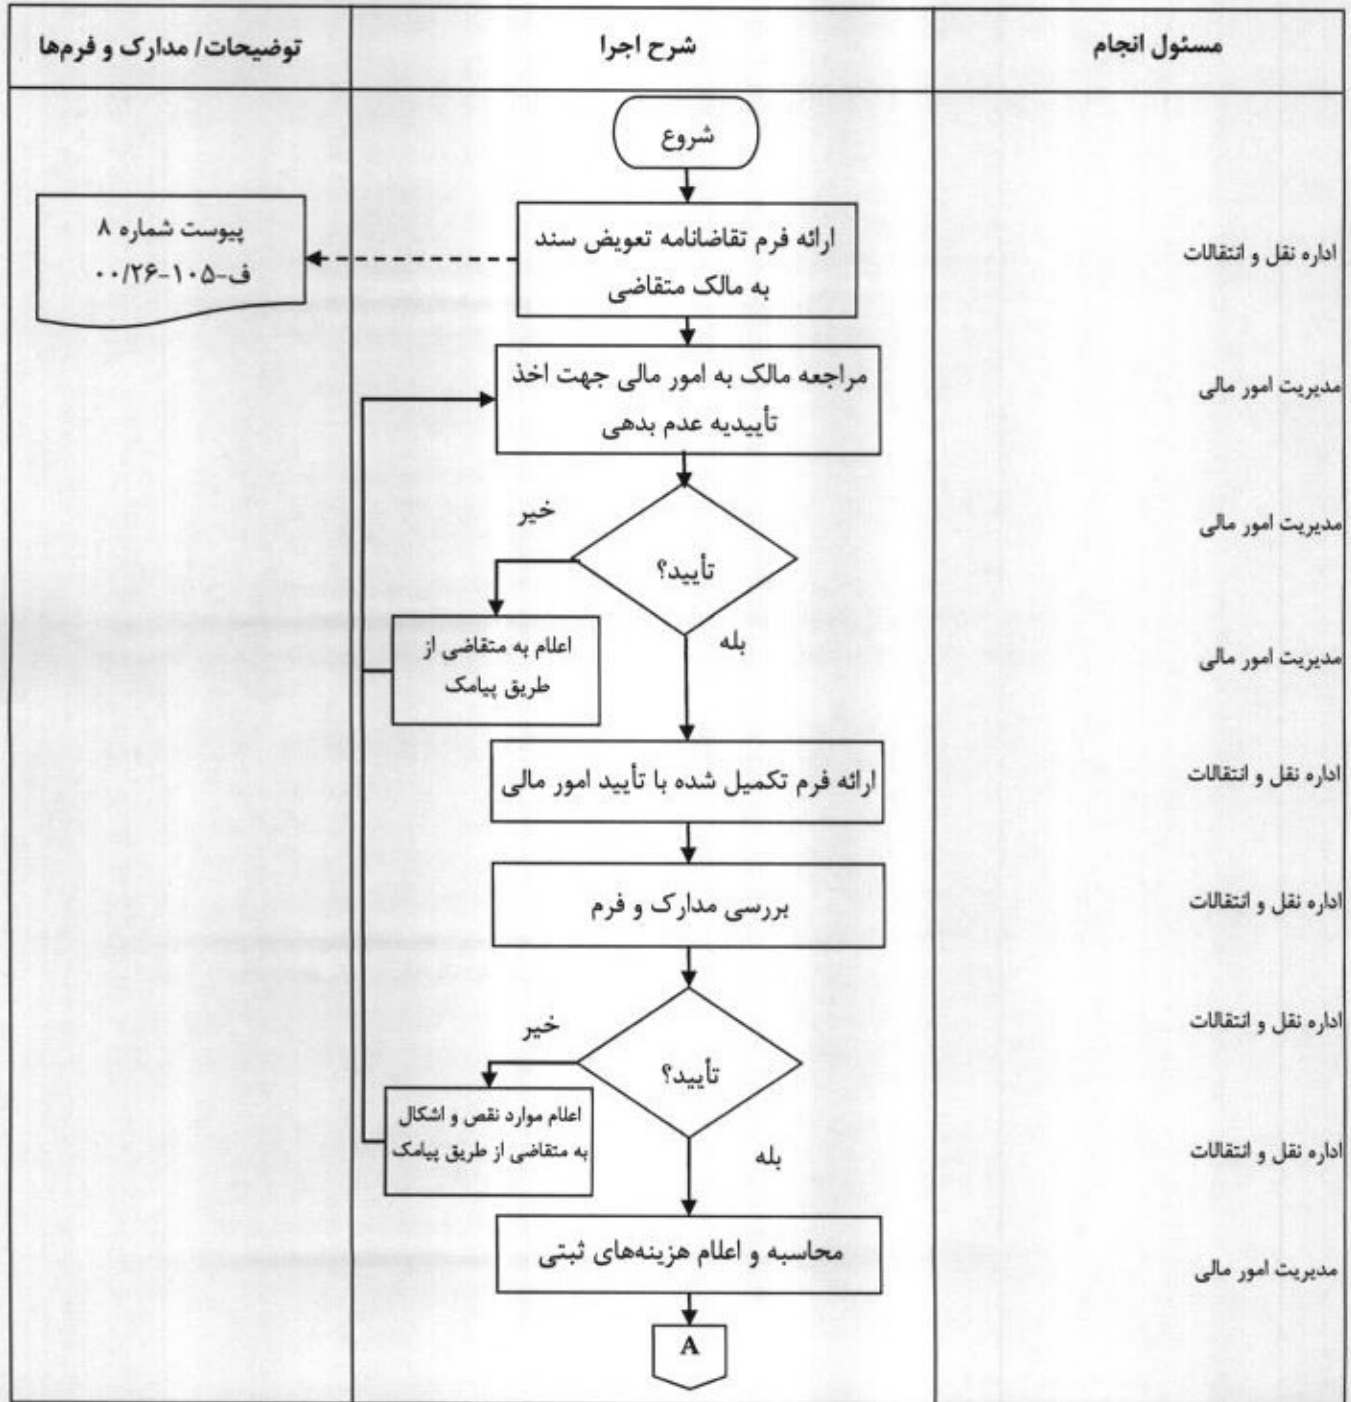 مسئول انجام
شرح اجرا
توضیحات/ مدارک و فرم‌ها
شروع
اداره نقل و انتقالات
ارائه فرم تقاضانامه تعویض سند
به مالک متقاضی
پیوست شماره ۸
ف-۱۰۵-۰۰/۲۶
مدیریت امور مالی
مراجعه مالک به امور مالی جهت اخذ
تأییدیه عدم بدهی
مدیریت امور مالی
تأیید؟
خیر
بله
مدیریت امور مالی
اعلام به متقاضی از
طریق پیامک
اداره نقل و انتقالات
ارائه فرم تکمیل شده با تأیید امور مالی
اداره نقل و انتقالات
بررسی مدارک و فرم
اداره نقل و انتقالات
تأیید؟
خیر
بله
اداره نقل و انتقالات
اعلام موارد نقص و اشکال
به متقاضی از طریق پیامک
مدیریت امور مالی
محاسبه و اعلام هزینه‌های ثبتی
A